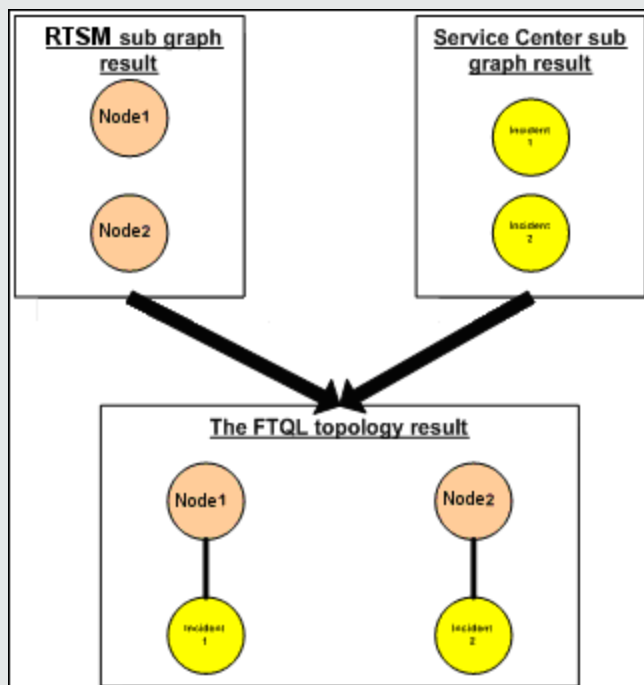 RTSM sub graph
result
Node1
Node2
Service Center sub
graph result
Incident
1
Incident
2
The FTQL topology result
Node1
Node2
Incident
1
Incident
2